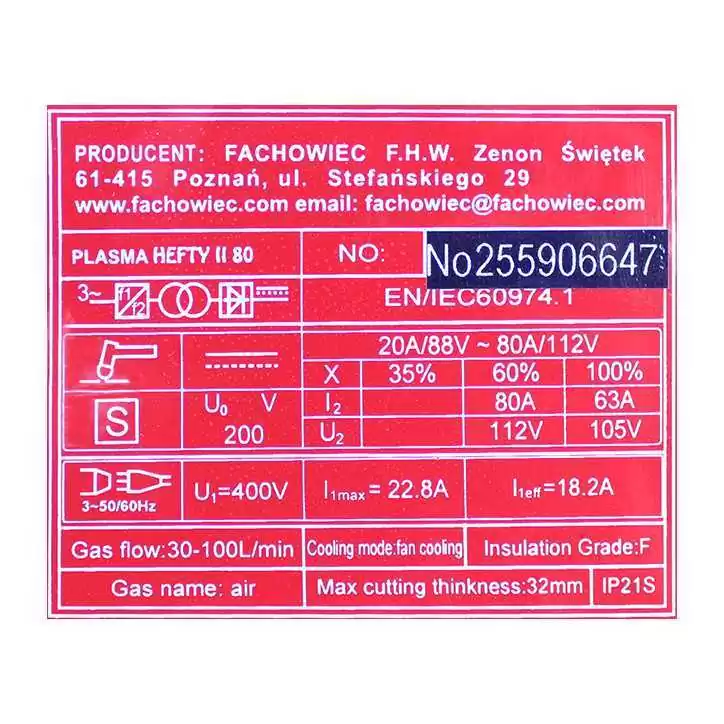 PRODUCENT: FACHOWIEC F.H.W. Zenon Świętek
61-415 Poznań, ul. Stefańskiego 29
www.fachowiec.com email: fachowiec@fachowiec.com
PLASMA HEFTY II 80 NO: No255906647
3~ f1 f2 EN/IEC60974.1
20A/88V ~ 80A/112V
X 35% 60% 100%
S U₀ V I₂ 80A 63A
200 U₂ 112V 105V
3~50/60Hz U₁=400V I₁max= 22.8A I₁eff=18.2A
Gas flow:30-100L/min Cooling mode:fan cooling Insulation Grade:F
Gas name: air Max cutting thinkness:32mm IP21S